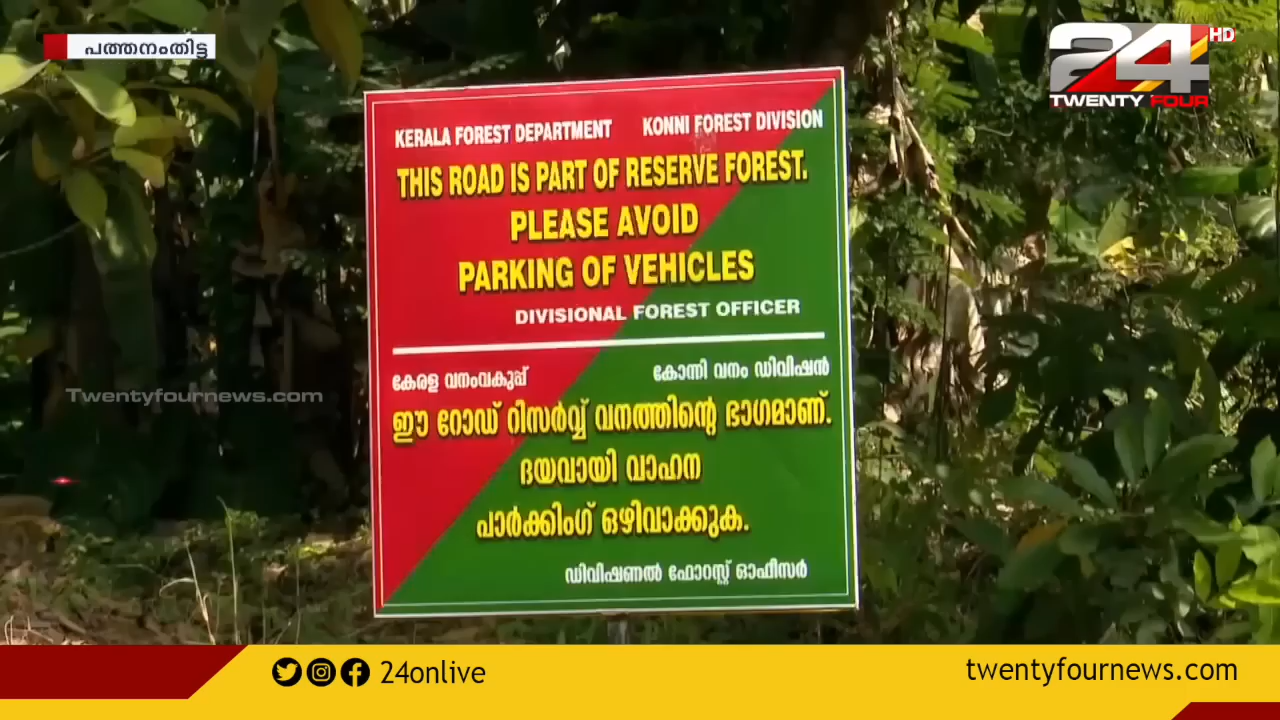 പത്തനംതിട്ട
24 HD
TWENTY FOUR
KERALA FOREST DEPARTMENT KONNI FOREST DIVISION
THIS ROAD IS PART OF RESERVE FOREST.
PLEASE AVOID
PARKING OF VEHICLES
DIVISIONAL FOREST OFFICER
കേരള വനംവകുപ്പ് കോന്നി വനം ഡിവിഷൻ
ഈ റോഡ് റിസർവ്വ് വനത്തിന്റെ ഭാഗമാണ്.
ദയവായി വാഹന
പാർക്കിംഗ് ഒഴിവാക്കുക.
ഡിവിഷണൽ ഫോറസ്റ്റ് ഓഫീസർ
Twentyfournews.com
24onlive
twentyfournews.com